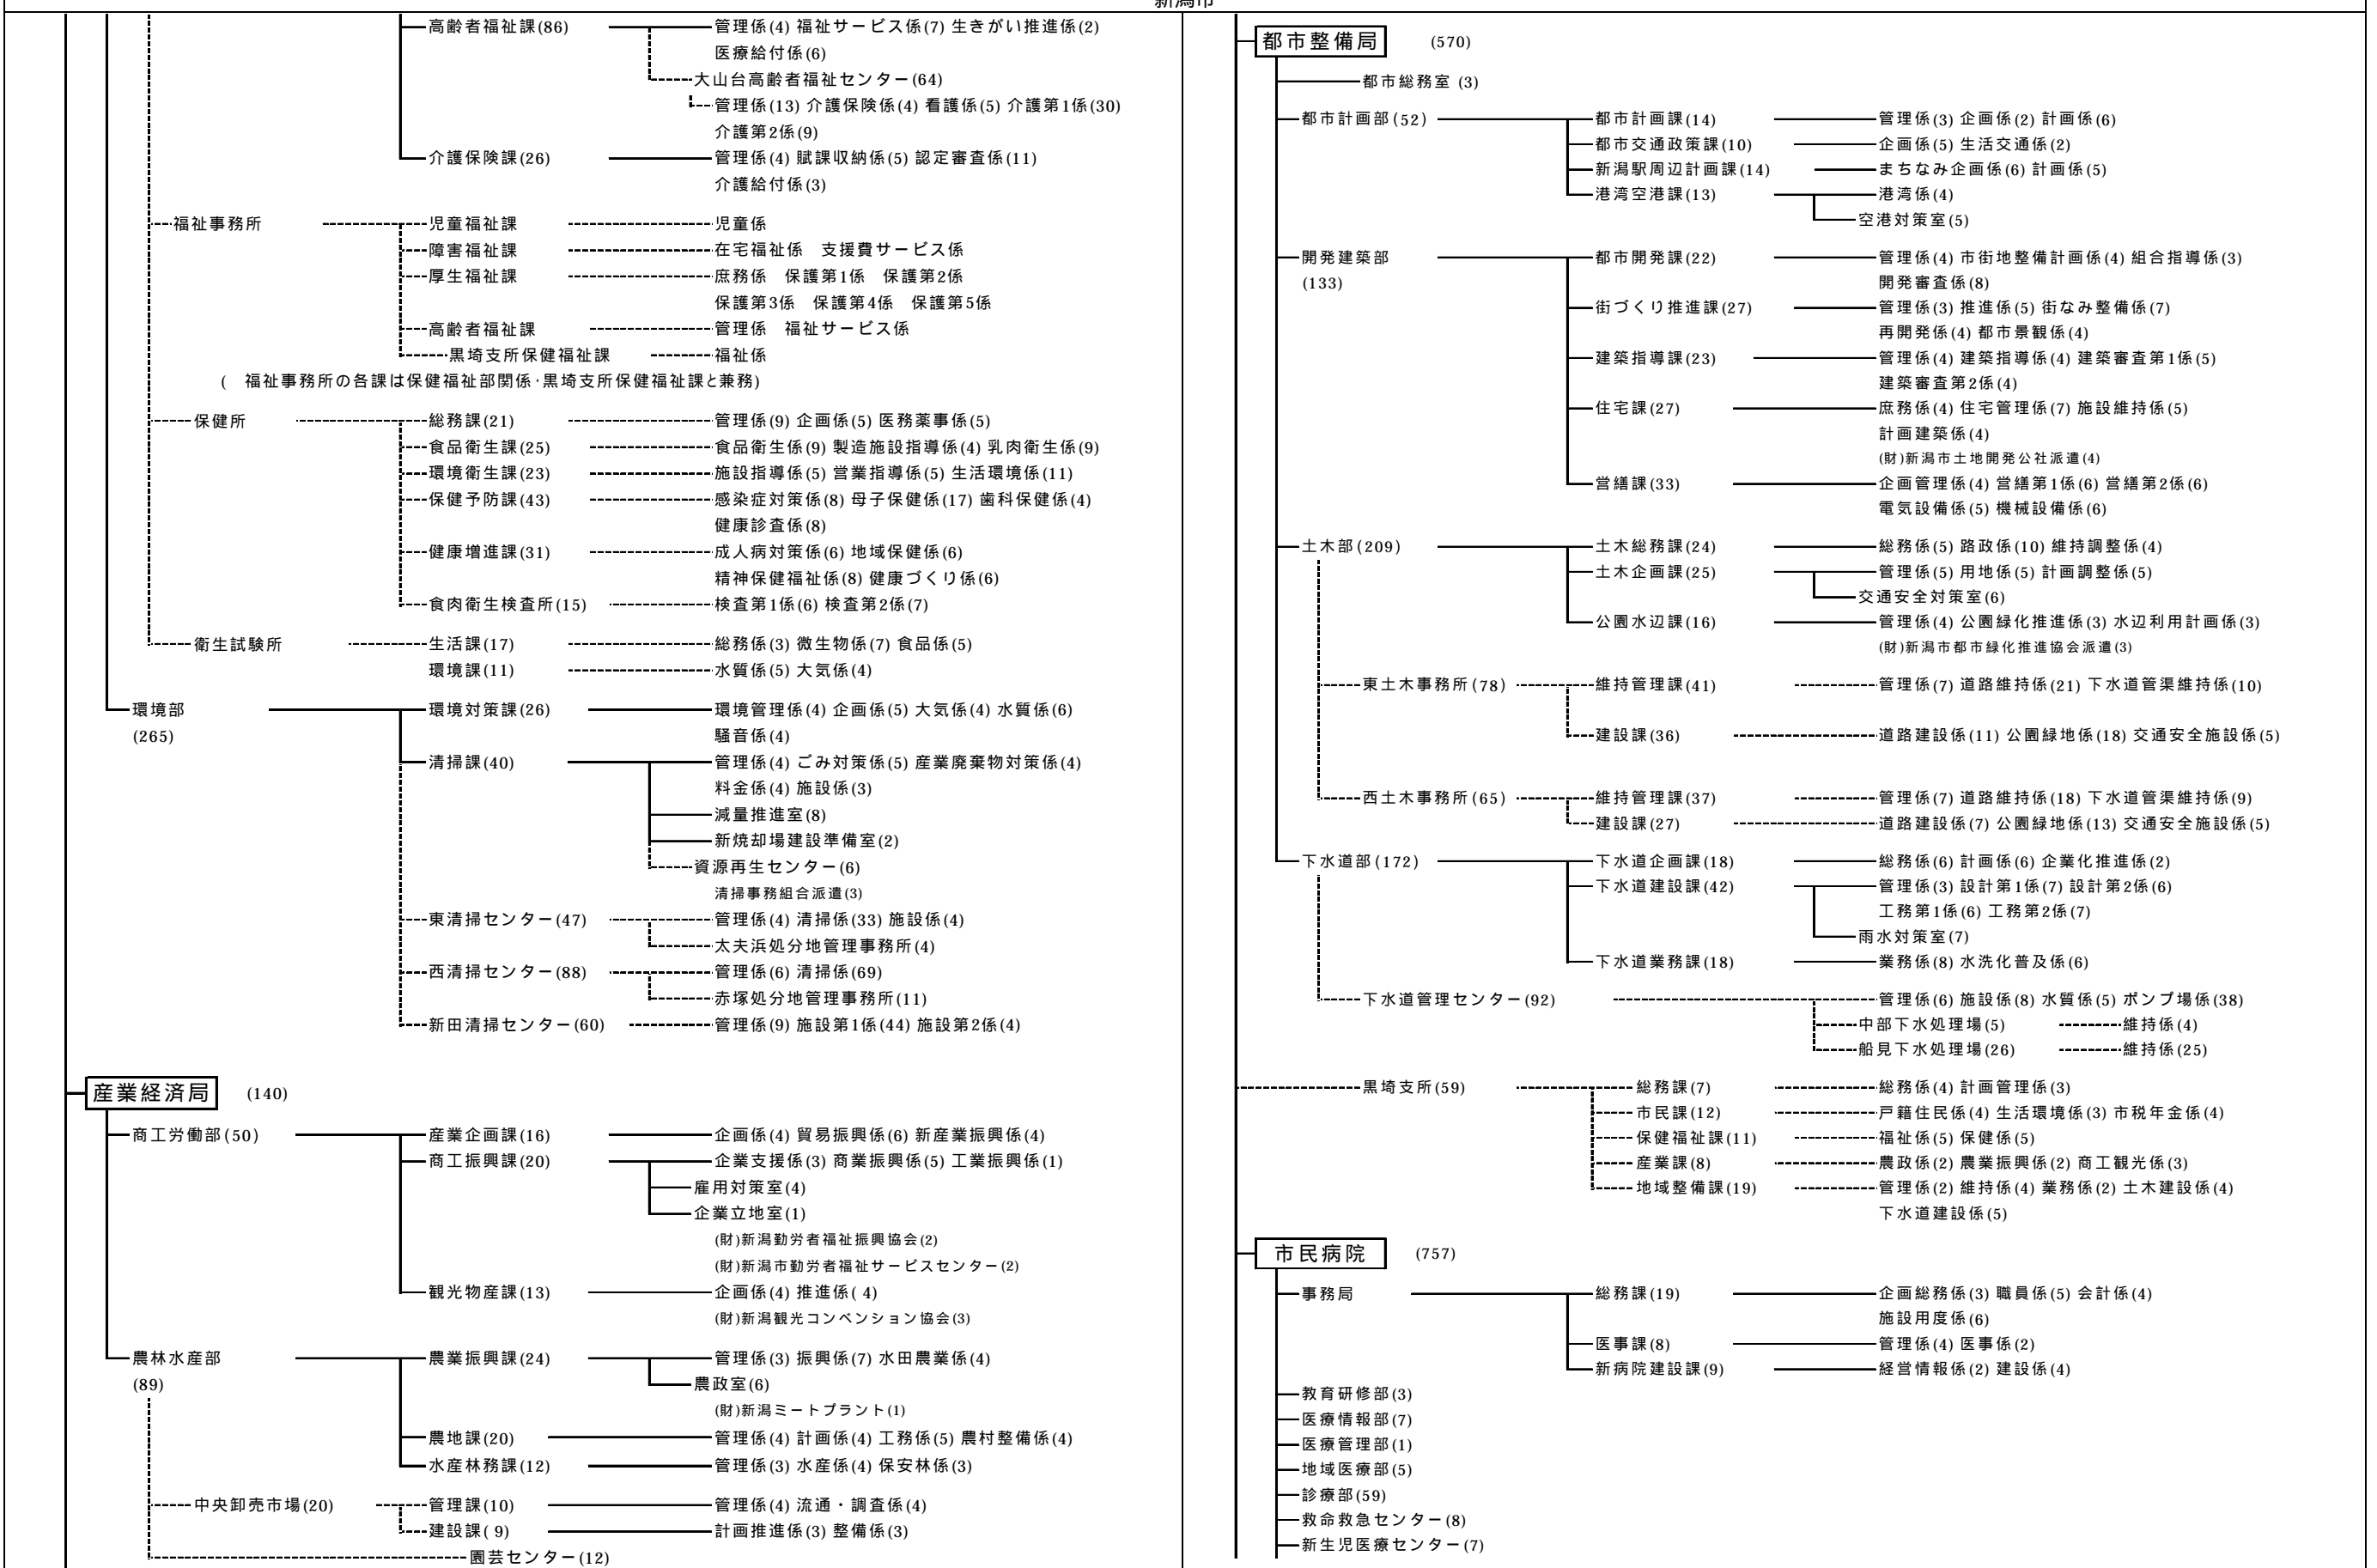 新潟市
高齢者福祉課(86) 管理係(4) 福祉サービス係(7) 生きがい推進係(2)
医療給付係(6)
大山台高齢者福祉センター(64)
管理係(13) 介護保険係(4) 看護係(5) 介護第1係(30)
介護第2係(9)
介護保険課(26) 管理係(4) 賦課収納係(5) 認定審査係(11)
介護給付係(3)
福祉事務所 児童福祉課 児童係
障害福祉課 在宅福祉係 支援費サービス係
厚生福祉課 庶務係 保護第1係 保護第2係
保護第3係 保護第4係 保護第5係
高齢者福祉課 管理係 福祉サービス係
黒埼支所保健福祉課 福祉係
( 福祉事務所の各課は保健福祉部関係・黒埼支所保健福祉課と兼務)
保健所 総務課(21) 管理係(9) 企画係(5) 医務薬事係(5)
食品衛生課(25) 食品衛生係(9) 製造施設指導係(4) 乳肉衛生係(9)
環境衛生課(23) 施設指導係(5) 営業指導係(5) 生活環境係(11)
保健予防課(43) 感染症対策係(8) 母子保健係(17) 歯科保健係(4)
健康診査係(8)
健康増進課(31) 成人病対策係(6) 地域保健係(6)
精神保健福祉係(8) 健康づくり係(6)
食肉衛生検査所(15) 検査第1係(6) 検査第2係(7)
衛生試験所 生活課(17) 総務係(3) 微生物係(7) 食品係(5)
環境課(11) 水質係(5) 大気係(4)
環境部 環境対策課(26) 環境管理係(4) 企画係(5) 大気係(4) 水質係(6)
(265) 騒音係(4)
清掃課(40) 管理係(4) ごみ対策係(5) 産業廃棄物対策係(4)
料金係(4) 施設係(3)
減量推進室(8)
新焼却場建設準備室(2)
資源再生センター(6)
清掃事務組合派遣(3)
東清掃センター(47) 管理係(4) 清掃係(33) 施設係(4)
太夫浜処分地管理事務所(4)
西清掃センター(88) 管理係(6) 清掃係(69)
赤塚処分地管理事務所(11)
新田清掃センター(60) 管理係(9) 施設第1係(44) 施設第2係(4)
産業経済局 (140)
商工労働部(50) 産業企画課(16) 企画係(4) 貿易振興係(6) 新産業振興係(4)
商工振興課(20) 企業支援係(3) 商業振興係(5) 工業振興係(1)
雇用対策室(4)
企業立地室(1)
(財)新潟勤労者福祉振興協会(2)
(財)新潟市勤労者福祉サービスセンター(2)
観光物産課(13) 企画係(4) 推進係( 4)
(財)新潟観光コンベンション協会(3)
農林水産部 農業振興課(24) 管理係(3) 振興係(7) 水田農業係(4)
(89) 農政室(6)
(財)新潟ミートプラント(1)
農地課(20) 管理係(4) 計画係(4) 工務係(5) 農村整備係(4)
水産林務課(12) 管理係(3) 水産係(4) 保安林係(3)
中央卸売市場(20) 管理課(10) 管理係(4) 流通・調査係(4)
建設課( 9) 計画推進係(3) 整備係(3)
園芸センター(12)
都市整備局 (570)
都市総務室 (3)
都市計画部(52) 都市計画課(14) 管理係(3) 企画係(2) 計画係(6)
都市交通政策課(10) 企画係(5) 生活交通係(2)
新潟駅周辺計画課(14) まちなみ企画係(6) 計画係(5)
港湾空港課(13) 港湾係(4)
空港対策室(5)
開発建築部 都市開発課(22) 管理係(4) 市街地整備計画係(4) 組合指導係(3)
(133) 開発審査係(8)
街づくり推進課(27) 管理係(3) 推進係(5) 街なみ整備係(7)
再開発係(4) 都市景観係(4)
建築指導課(23) 管理係(4) 建築指導係(4) 建築審査第1係(5)
建築審査第2係(4)
住宅課(27) 庶務係(4) 住宅管理係(7) 施設維持係(5)
計画建築係(4)
(財)新潟市土地開発公社派遣(4)
営繕課(33) 企画管理係(4) 営繕第1係(6) 営繕第2係(6)
電気設備係(5) 機械設備係(6)
土木部(209) 土木総務課(24) 総務係(5) 路政係(10) 維持調整係(4)
土木企画課(25) 管理係(5) 用地係(5) 計画調整係(5)
交通安全対策室(6)
公園水辺課(16) 管理係(4) 公園緑化推進係(3) 水辺利用計画係(3)
(財)新潟市都市緑化推進協会派遣(3)
東土木事務所(78) 維持管理課(41) 管理係(7) 道路維持係(21) 下水道管渠維持係(10)
建設課(36) 道路建設係(11) 公園緑地係(18) 交通安全施設係(5)
西土木事務所(65) 維持管理課(37) 管理係(7) 道路維持係(18) 下水道管渠維持係(9)
建設課(27) 道路建設係(7) 公園緑地係(13) 交通安全施設係(5)
下水道部(172) 下水道企画課(18) 総務係(6) 計画係(6) 企業化推進係(2)
下水道建設課(42) 管理係(3) 設計第1係(7) 設計第2係(6)
工務第1係(6) 工務第2係(7)
雨水対策室(7)
下水道業務課(18) 業務係(8) 水洗化普及係(6)
下水道管理センター(92) 管理係(6) 施設係(8) 水質係(5) ポンプ場係(38)
中部下水処理場(5) 維持係(4)
船見下水処理場(26) 維持係(25)
黒埼支所(59) 総務課(7) 総務係(4) 計画管理係(3)
市民課(12) 戸籍住民係(4) 生活環境係(3) 市税年金係(4)
保健福祉課(11) 福祉係(5) 保健係(5)
産業課(8) 農政係(2) 農業振興係(2) 商工観光係(3)
地域整備課(19) 管理係(2) 維持係(4) 業務係(2) 土木建設係(4)
下水道建設係(5)
市民病院 (757)
事務局 総務課(19) 企画総務係(3) 職員係(5) 会計係(4)
施設用度係(6)
医事課(8) 管理係(4) 医事係(2)
新病院建設課(9) 経営情報係(2) 建設係(4)
教育研修部(3)
医療情報部(7)
医療管理部(1)
地域医療部(5)
診療部(59)
救命救急センター(8)
新生児医療センター(7)